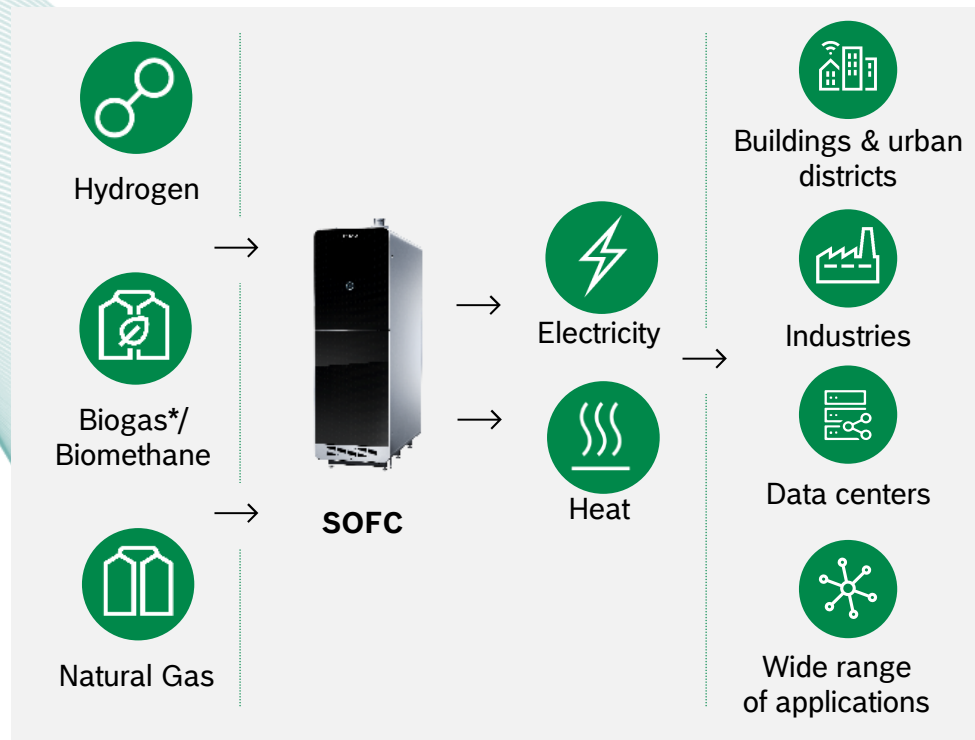 Hydrogen
Biogas*/
Biomethane
Natural Gas
SOFC
Electricity
Heat
Buildings & urban
districts
Industries
Data centers
Wide range
of applications